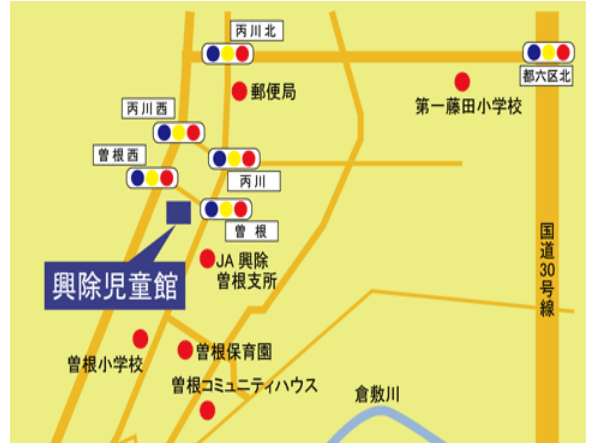 丙川北
郵便局
都六区北
第一藤田小学校
丙川西
曽根西
丙川
曽根
国道30号線
JA 興除
曽根支所
興除児童館
曽根小学校
曽根保育園
曽根コミュニティハウス
倉敷川